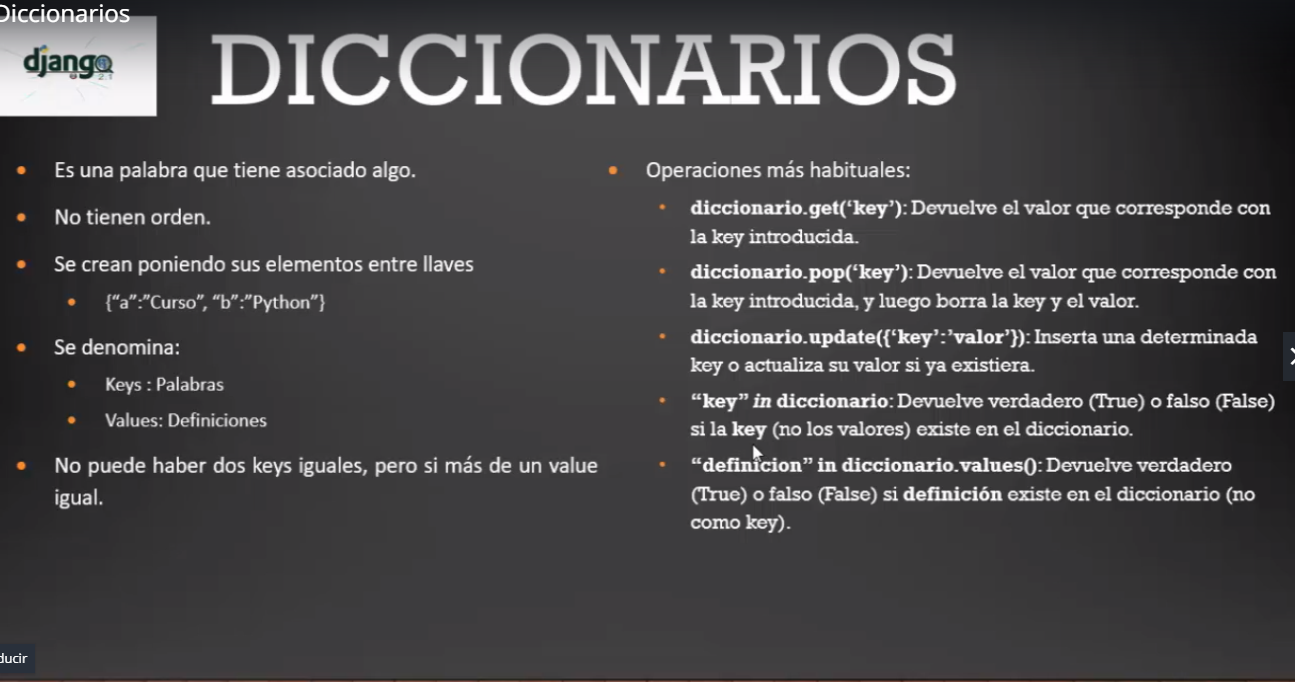 Diccionarios
django
2.1
DICCIONARIOS
Es una palabra que tiene asociado algo.
No tienen orden.
Se crean poniendo sus elementos entre llaves
{“a”:”Curso”, “b”:”Python”}
Se denomina:
Keys : Palabras
Values: Definiciones
No puede haber dos keys iguales, pero si más de un value
igual.
Operaciones más habituales:
diccionario.get(‘key’): Devuelve el valor que corresponde con
la key introducida.
diccionario.pop(‘key’): Devuelve el valor que corresponde con
la key introducida, y luego borra la key y el valor.
diccionario.update({‘key’:’valor’}): Inserta una determinada
key o actualiza su valor si ya existiera.
“key” in diccionario: Devuelve verdadero (True) o falso (False)
si la key (no los valores) existe en el diccionario.
“definicion” in diccionario.values(): Devuelve verdadero
(True) o falso (False) si definición existe en el diccionario (no
como key).
ducir